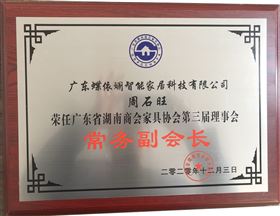 广东蝶依斓智能家居科技有限公司
周石旺
荣任广东省湖南商会家具协会第三届理事会
常务副会长
二零二零年十二月三日